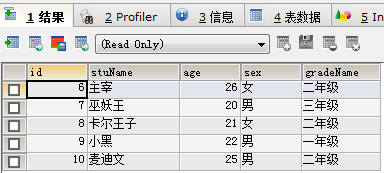 1 结果 2 Profiler 3 信息 4 表数据 5 In
(Read Only)
id stuName age sex gradeName
6 主宰 26 女 二年级
7 巫妖王 20 男 三年级
8 卡尔王子 21 女 二年级
9 小黑 22 男 一年级
10 麦迪文 25 男 二年级